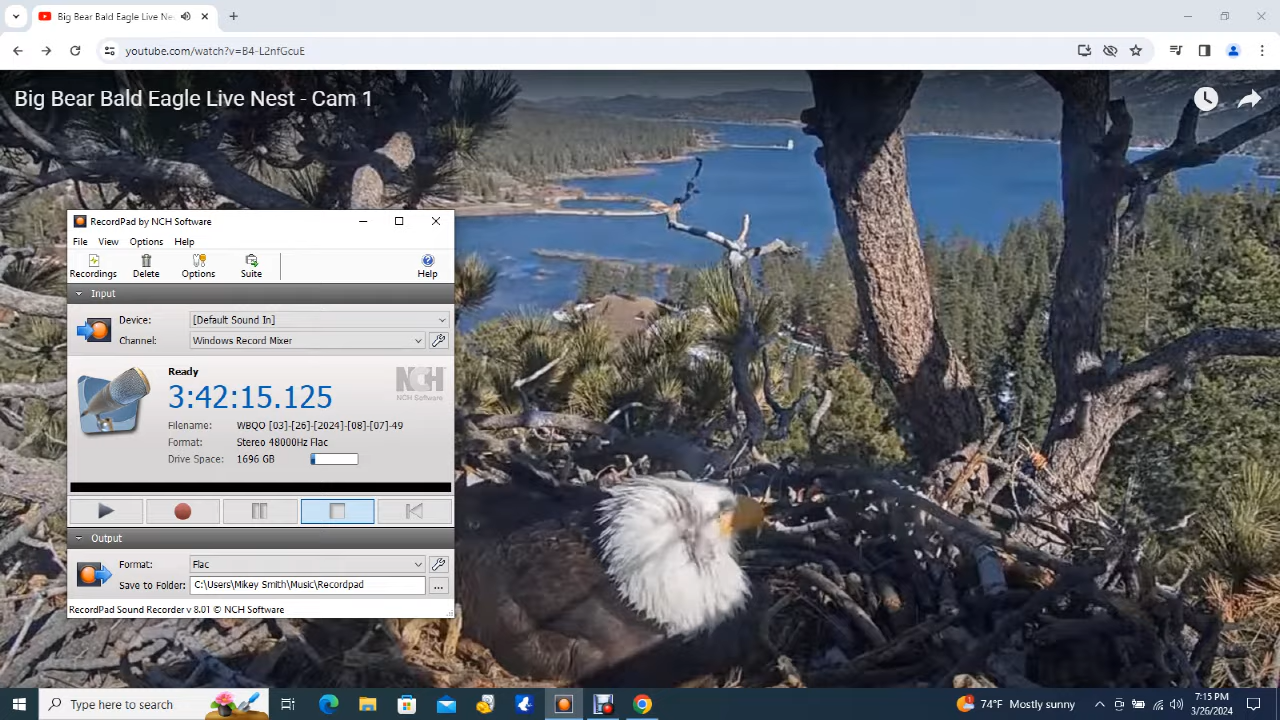 Big Bear Bald Eagle Live Ne
youtube.com/watch?v=B4-L2nfGcuE
Big Bear Bald Eagle Live Nest - Cam 1
RecordPad by NCH Software
File View Options Help
Recordings Delete Options Suite Help
Input
Device: [Default Sound In]
Channel: Windows Record Mixer
Ready
3:42:15.125
NCH
NCH Software
Filename: WBQO [03]-[26]-[2024]-[08]-[07]-49
Format: Stereo 48000Hz Flac
Drive Space: 1696 GB
Output
Format: Flac
Save to Folder: C:\Users\Mikey Smith\Music\Recordpad
...
RecordPad Sound Recorder v 8.01 © NCH Software
Type here to search
74°F Mostly sunny
7:15 PM
3/26/2024